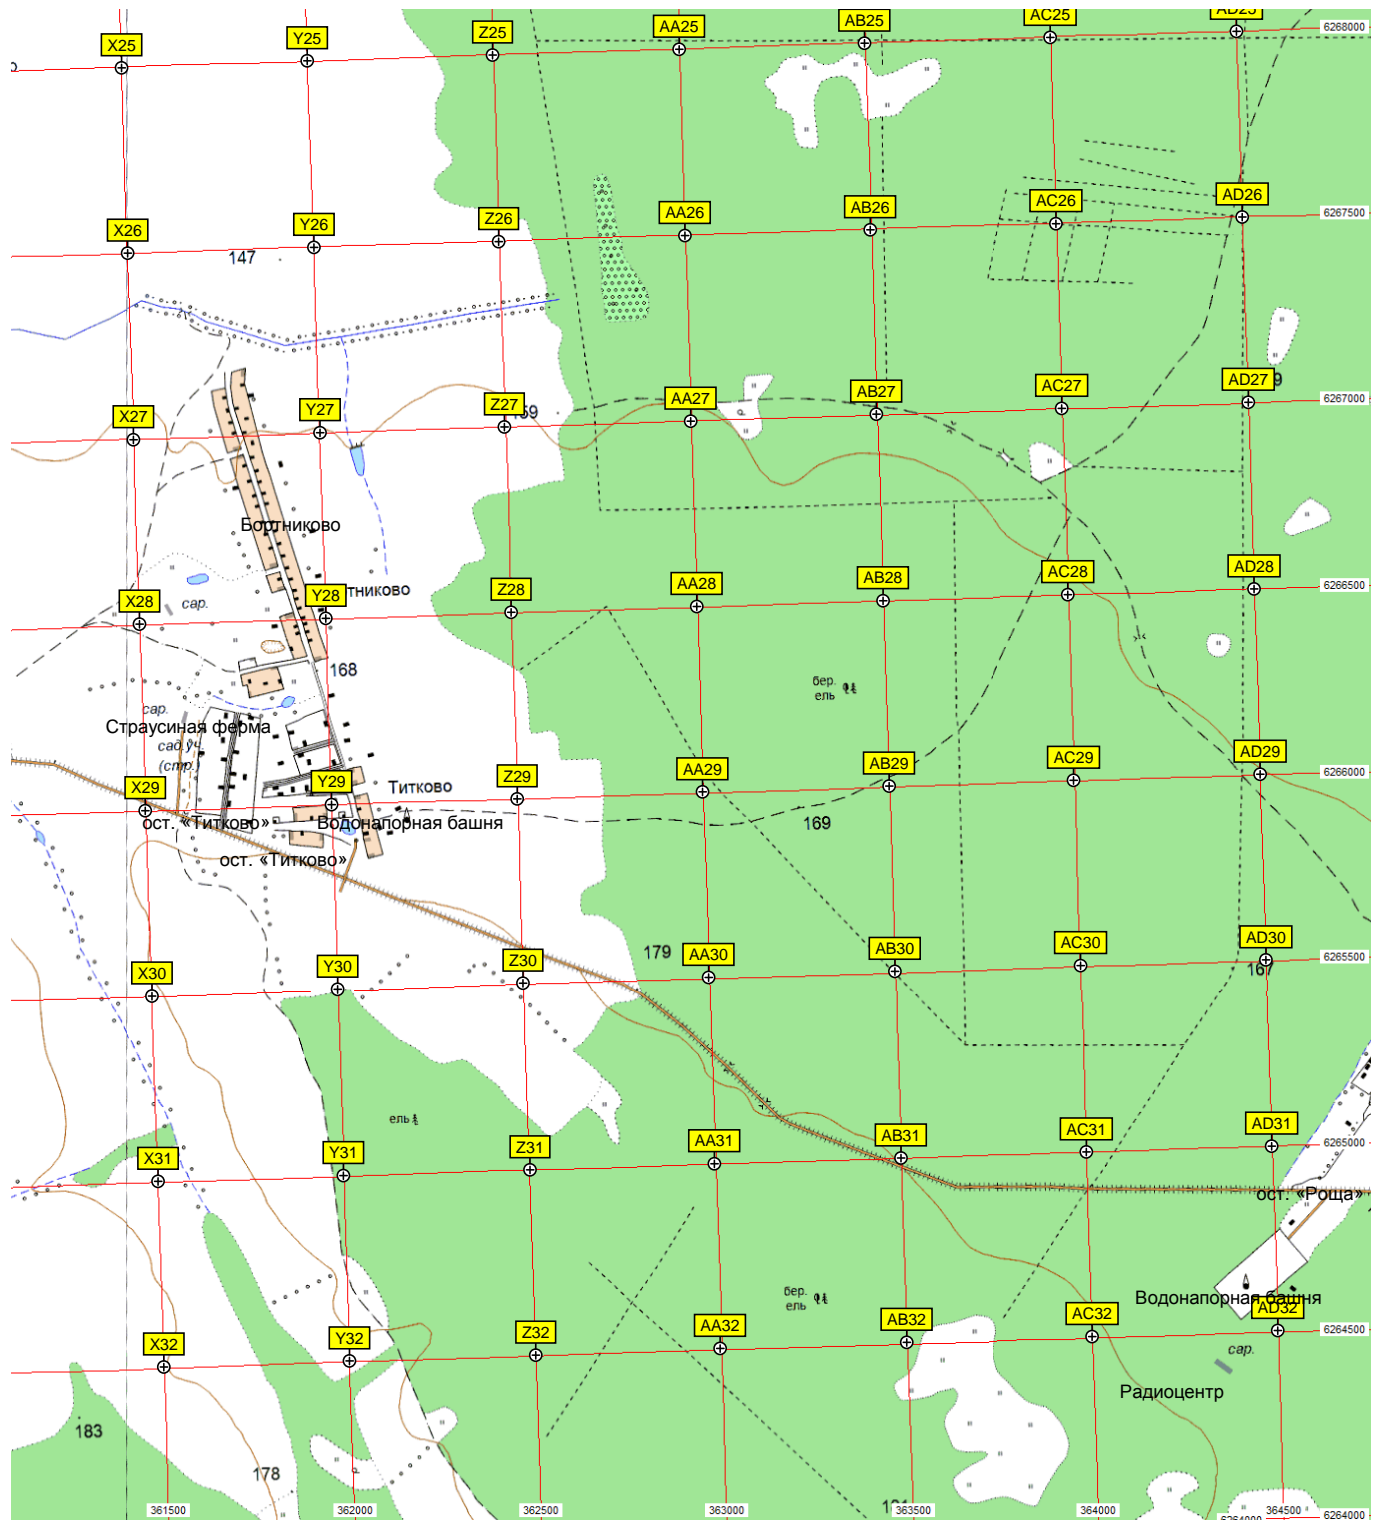 X25
Y25
Z25
AA25
AB25
AC25
AD25
6268000
X26
Y26
Z26
AA26
AB26
AC26
AD26
6267500
147
X27
Y27
Z27
159
AA27
AB27
AC27
AD27
6267000
Бортниково
X28
сар.
Y28
тниково
Z28
AA28
AB28
AC28
AD28
6266500
168
бер.
ель
сар.
Страусиная ферма
сад.уч.
(стр.)
X29
Y29
Титково
Z29
AA29
AB29
AC29
AD29
6266000
ост. «Титково»
Водонапорная башня
169
ост. «Титково»
X30
Y30
Z30
179
AA30
AB30
AC30
AD30
167
6265500
ель
X31
Y31
Z31
AA31
AB31
AC31
AD31
6265000
ост. «Роща»
бер.
ель
Водонапорная башня
X32
Y32
Z32
AA32
AB32
AC32
AD32
6264500
сар.
Радиоцентр
183
178
361500
362000
362500
363000
363500
364000
364500
6264000
6264000